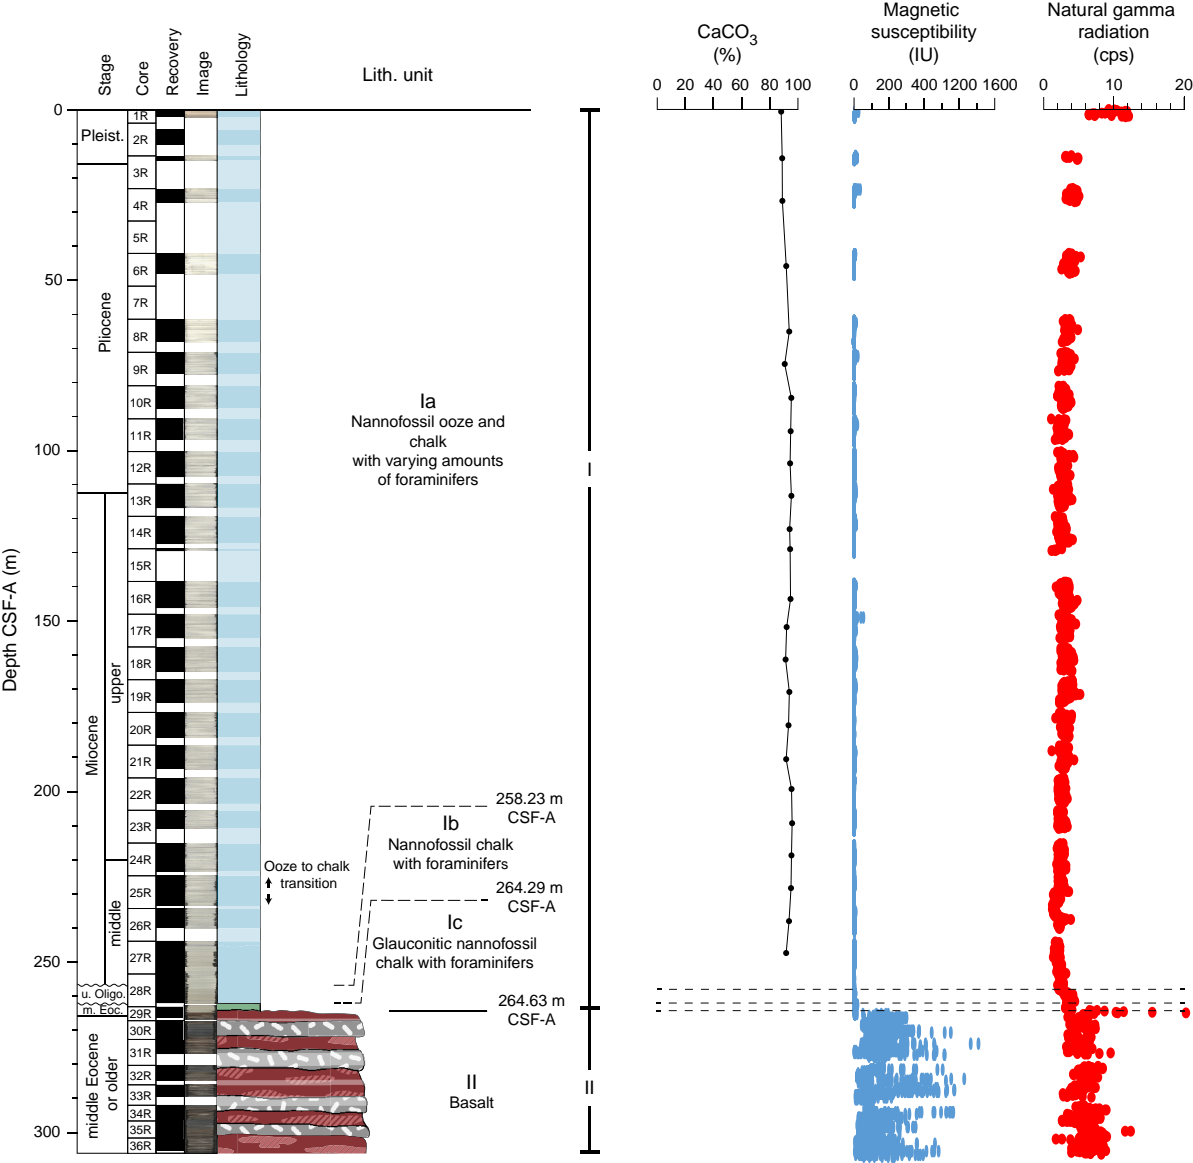 Stage
Core
Recovery
Image
Lithology
Lith. unit
CaCO3
(%)
Magnetic
susceptibility
(IU)
Natural gamma
radiation
(cps)
0 20 40 60 80 100
0 200 400 1200 1600
0 10 20
Depth CSF-A (m)
0
50
100
150
200
250
300
Pleist.
Pliocene
Miocene
upper
middle
u. Oligo.
m. Eoc.
middle Eocene
or older
1R
2R
3R
4R
5R
6R
7R
8R
9R
10R
11R
12R
13R
14R
15R
16R
17R
18R
19R
20R
21R
22R
23R
24R
25R
26R
27R
28R
29R
30R
31R
32R
33R
34R
35R
36R
Ia
Nannofossil ooze and
chalk
with varying amounts
of foraminifers
I
258.23 m
CSF-A
Ib
Nannofossil chalk
with foraminifers
Ooze to chalk
transition
264.29 m
CSF-A
Ic
Glauconitic nannofossil
chalk with foraminifers
264.63 m
CSF-A
II
Basalt
II